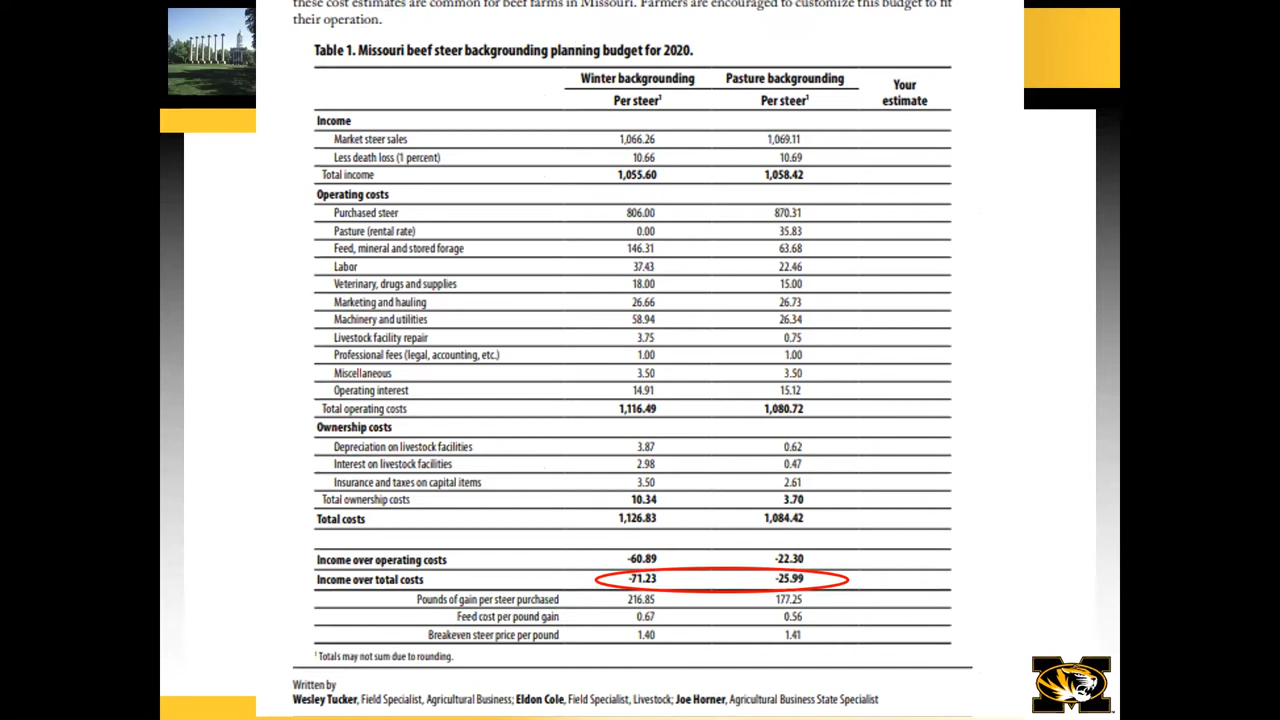 these cost estimates are common for beef farms in Missouri. Farmers are encouraged to customize this budget to fit
their operation.
Table 1. Missouri beef steer backgrounding planning budget for 2020.
Winter backgrounding Pasture backgrounding Your estimate
Per steer¹ Per steer¹
Income
Market steer sales 1,066.26 1,069.11
Less death loss (1 percent) 10.66 10.69
Total income 1,055.60 1,058.42
Operating costs
Purchased steer 806.00 870.31
Pasture (rental rate) 0.00 35.83
Feed, mineral and stored forage 146.31 63.68
Labor 37.43 22.46
Veterinary, drugs and supplies 18.00 15.00
Marketing and hauling 26.66 26.73
Machinery and utilities 58.94 26.34
Livestock facility repair 3.75 0.75
Professional fees (legal, accounting, etc.) 1.00 1.00
Miscellaneous 3.50 3.50
Operating interest 14.91 15.12
Total operating costs 1,116.49 1,080.72
Ownership costs
Depreciation on livestock facilities 3.87 0.62
Interest on livestock facilities 2.98 0.47
Insurance and taxes on capital items 3.50 2.61
Total ownership costs 10.34 3.70
Total costs 1,126.83 1,084.42
Income over operating costs -60.89 -22.30
Income over total costs -71.23 -25.99
Pounds of gain per steer purchased 216.85 177.25
Feed cost per pound gain 0.67 0.56
Breakeven steer price per pound 1.40 1.41
¹ Totals may not sum due to rounding.
Written by
Wesley Tucker, Field Specialist, Agricultural Business; Eldon Cole, Field Specialist, Livestock; Joe Horner, Agricultural Business State Specialist